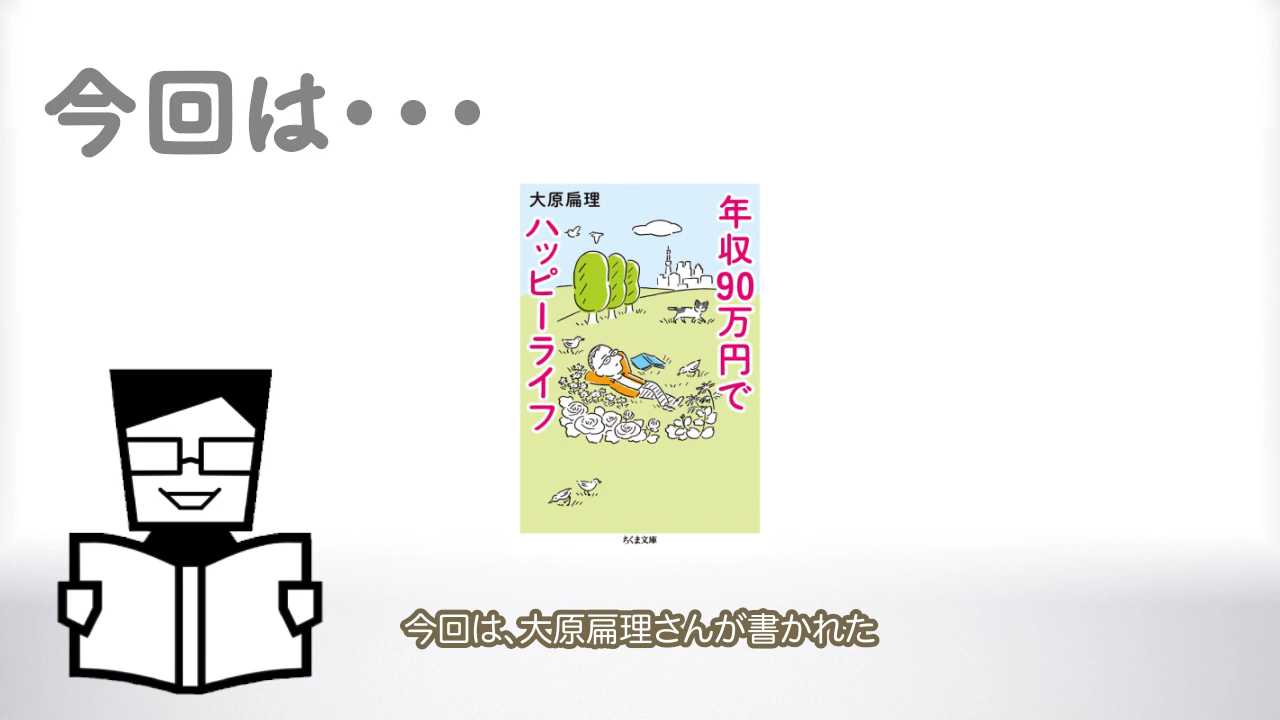 今回は・・・
大原扁理
年収90万円で
ハッピーライフ
ちくま文庫
今回は、大原扁理さんが書かれた